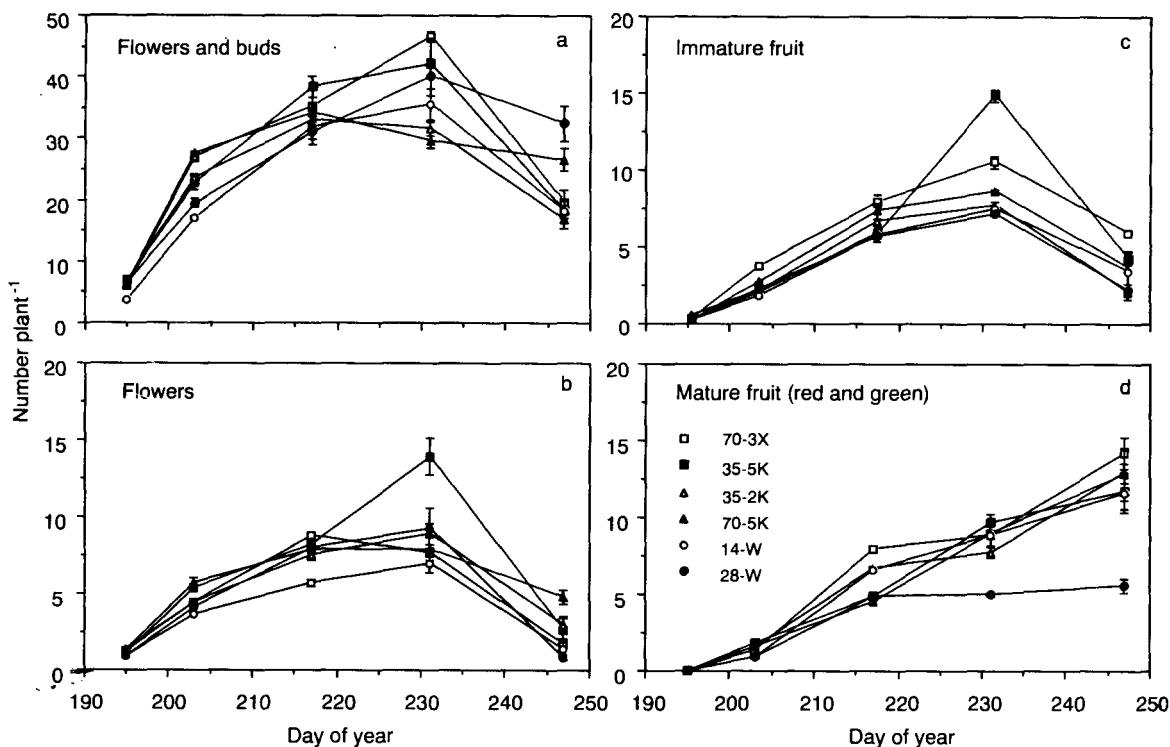 Number plant⁻¹
Flowers and buds
a
50
40
30
20
10
0
Flowers
b
20
15
10
5
0
190 200 210 220 230 240 250
Day of year
Immature fruit
c
20
15
10
5
0
Mature fruit (red and green)
d
20
15
10
5
0
70-3X
35-5K
35-2K
70-5K
14-W
28-W
190 200 210 220 230 240 250
Day of year